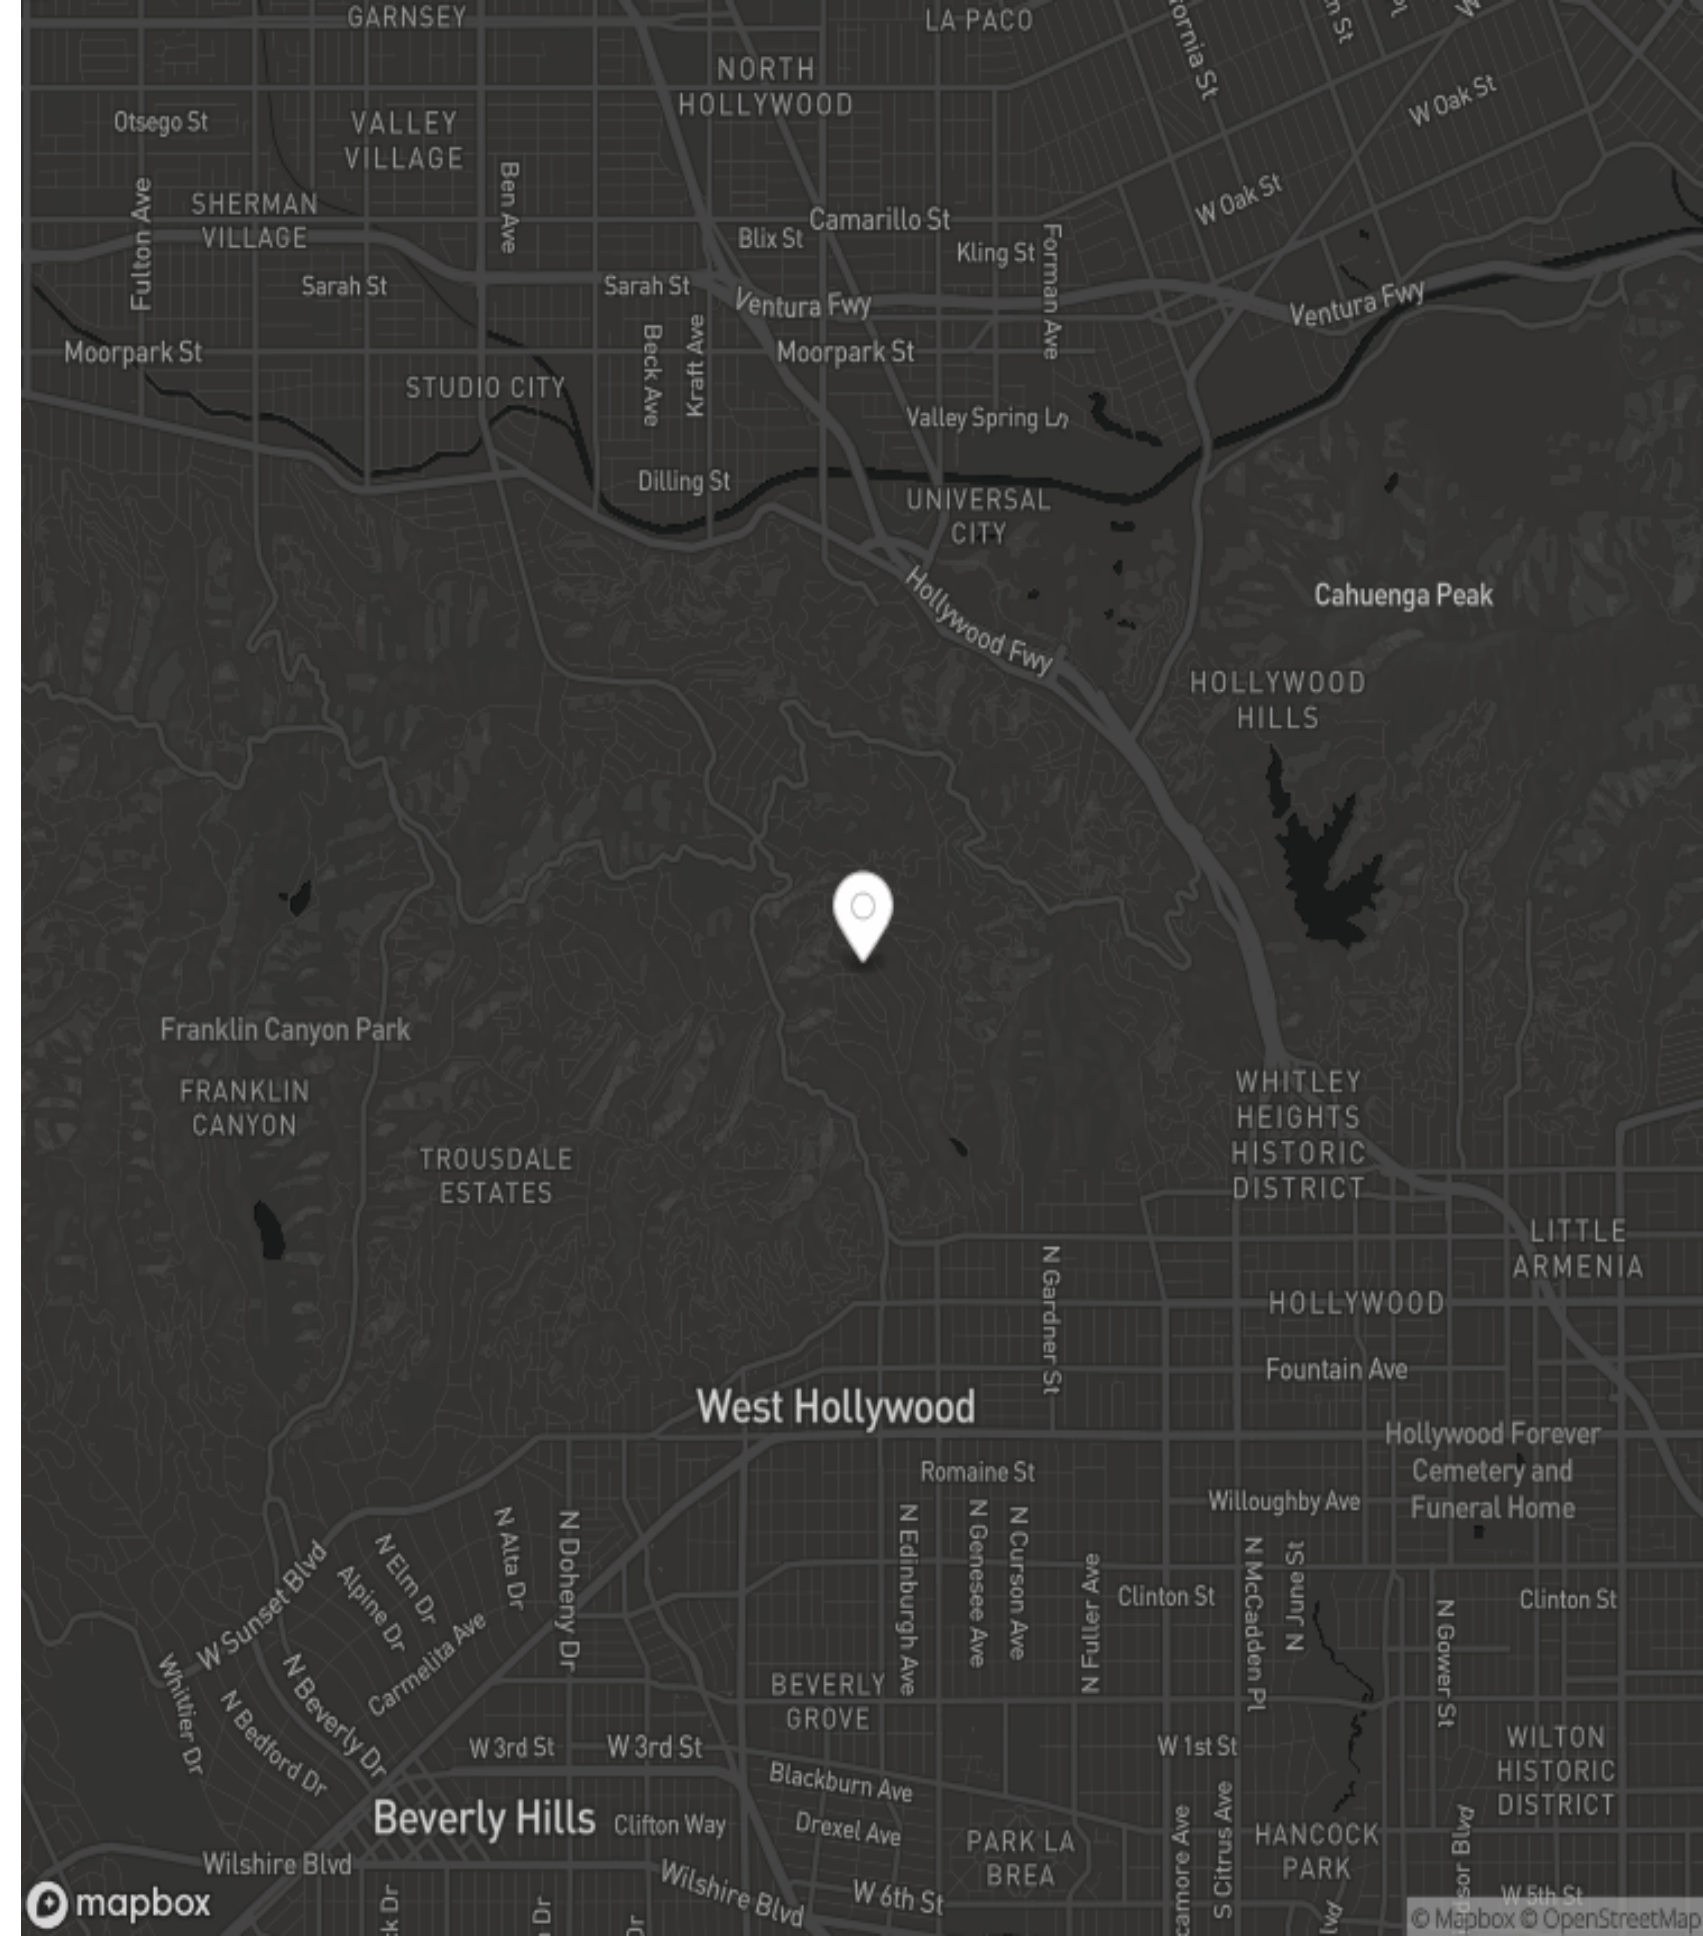 GARNSEY
LA PACO
NORTH
HOLLYWOOD
Otsego St
VALLEY
VILLAGE
W Oak St
Fulton Ave
SHERMAN
VILLAGE
Ben Ave
Camarillo St
Blix St
Kling St
Forman Ave
W Oak St
Sarah St
Sarah St
Ventura Fwy
Ventura Fwy
Moorpark St
Beck Ave
Kraft Ave
Moorpark St
STUDIO CITY
Valley Spring Ln
Dilling St
UNIVERSAL
CITY
Hollywood Fwy
Cahuenga Peak
HOLLYWOOD
HILLS
Franklin Canyon Park
FRANKLIN
CANYON
TROUSDALE
ESTATES
WHITLEY
HEIGHTS
HISTORIC
DISTRICT
LITTLE
ARMENIA
N Gardner St
HOLLYWOOD
Fountain Ave
West Hollywood
Hollywood Forever
Cemetery and
Funeral Home
Romaine St
Willoughby Ave
W Sunset Blvd
N Elm Dr
Alpine Dr
Carmelita Ave
N Alta Dr
N Doheny Dr
N Edinburgh Ave
N Genesee Ave
N Curson Ave
N Fuller Ave
Clinton St
N McCadden Pl
N June St
Clinton St
N Gower St
Whittier Dr
N Bedford Dr
N Beverly Dr
BEVERLY
GROVE
W 3rd St
W 3rd St
W 1st St
WILTON
HISTORIC
DISTRICT
Blackburn Ave
Beverly Hills
Clifton Way
Drexel Ave
PARK LA
BREA
camore Ave
S Citrus Ave
HANCOCK
PARK
Wilshire Blvd
Wilshire Blvd
W 6th St
W 5th St
mapbox
© Mapbox © OpenStreetMap